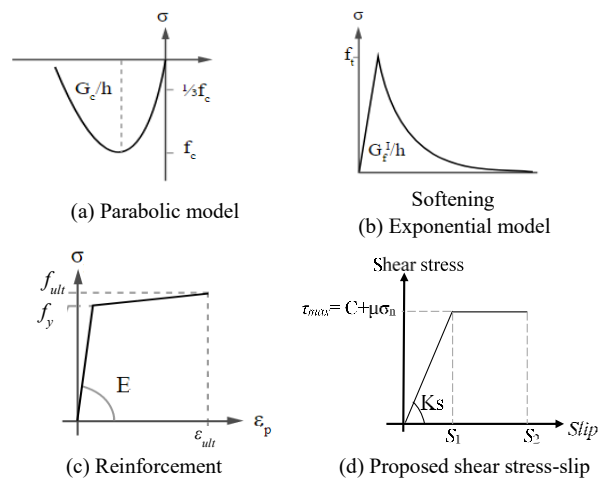 σ
G_c/h
⅓f_c
f_c
(a) Parabolic model
σ
f_t
G_f^I/h
Softening
(b) Exponential model
σ
f_ult
f_y
E
ε_p
ε_ult
(c) Reinforcement
Shear stress
τ_max= C+μσ_n
Ks
S_1
S_2
Slip
(d) Proposed shear stress-slip